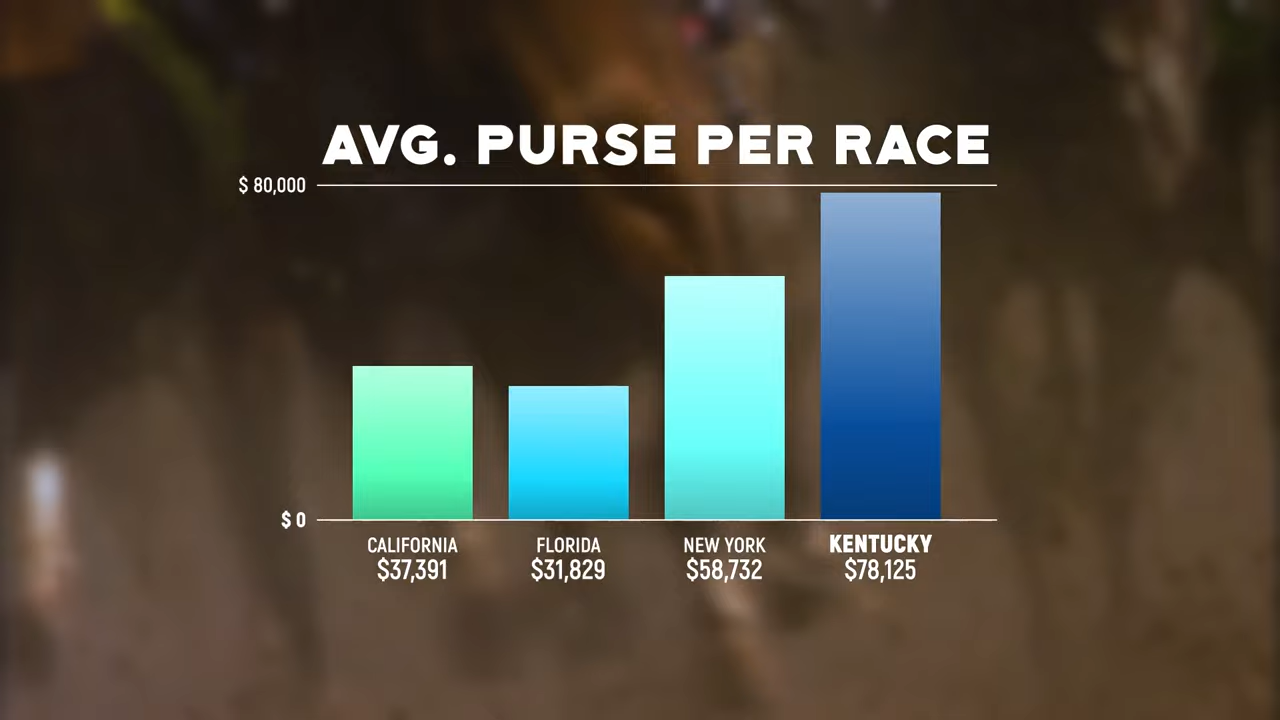 AVG. PURSE PER RACE
$ 80,000
$ 0
CALIFORNIA
$37,391
FLORIDA
$31,829
NEW YORK
$58,732
KENTUCKY
$78,125